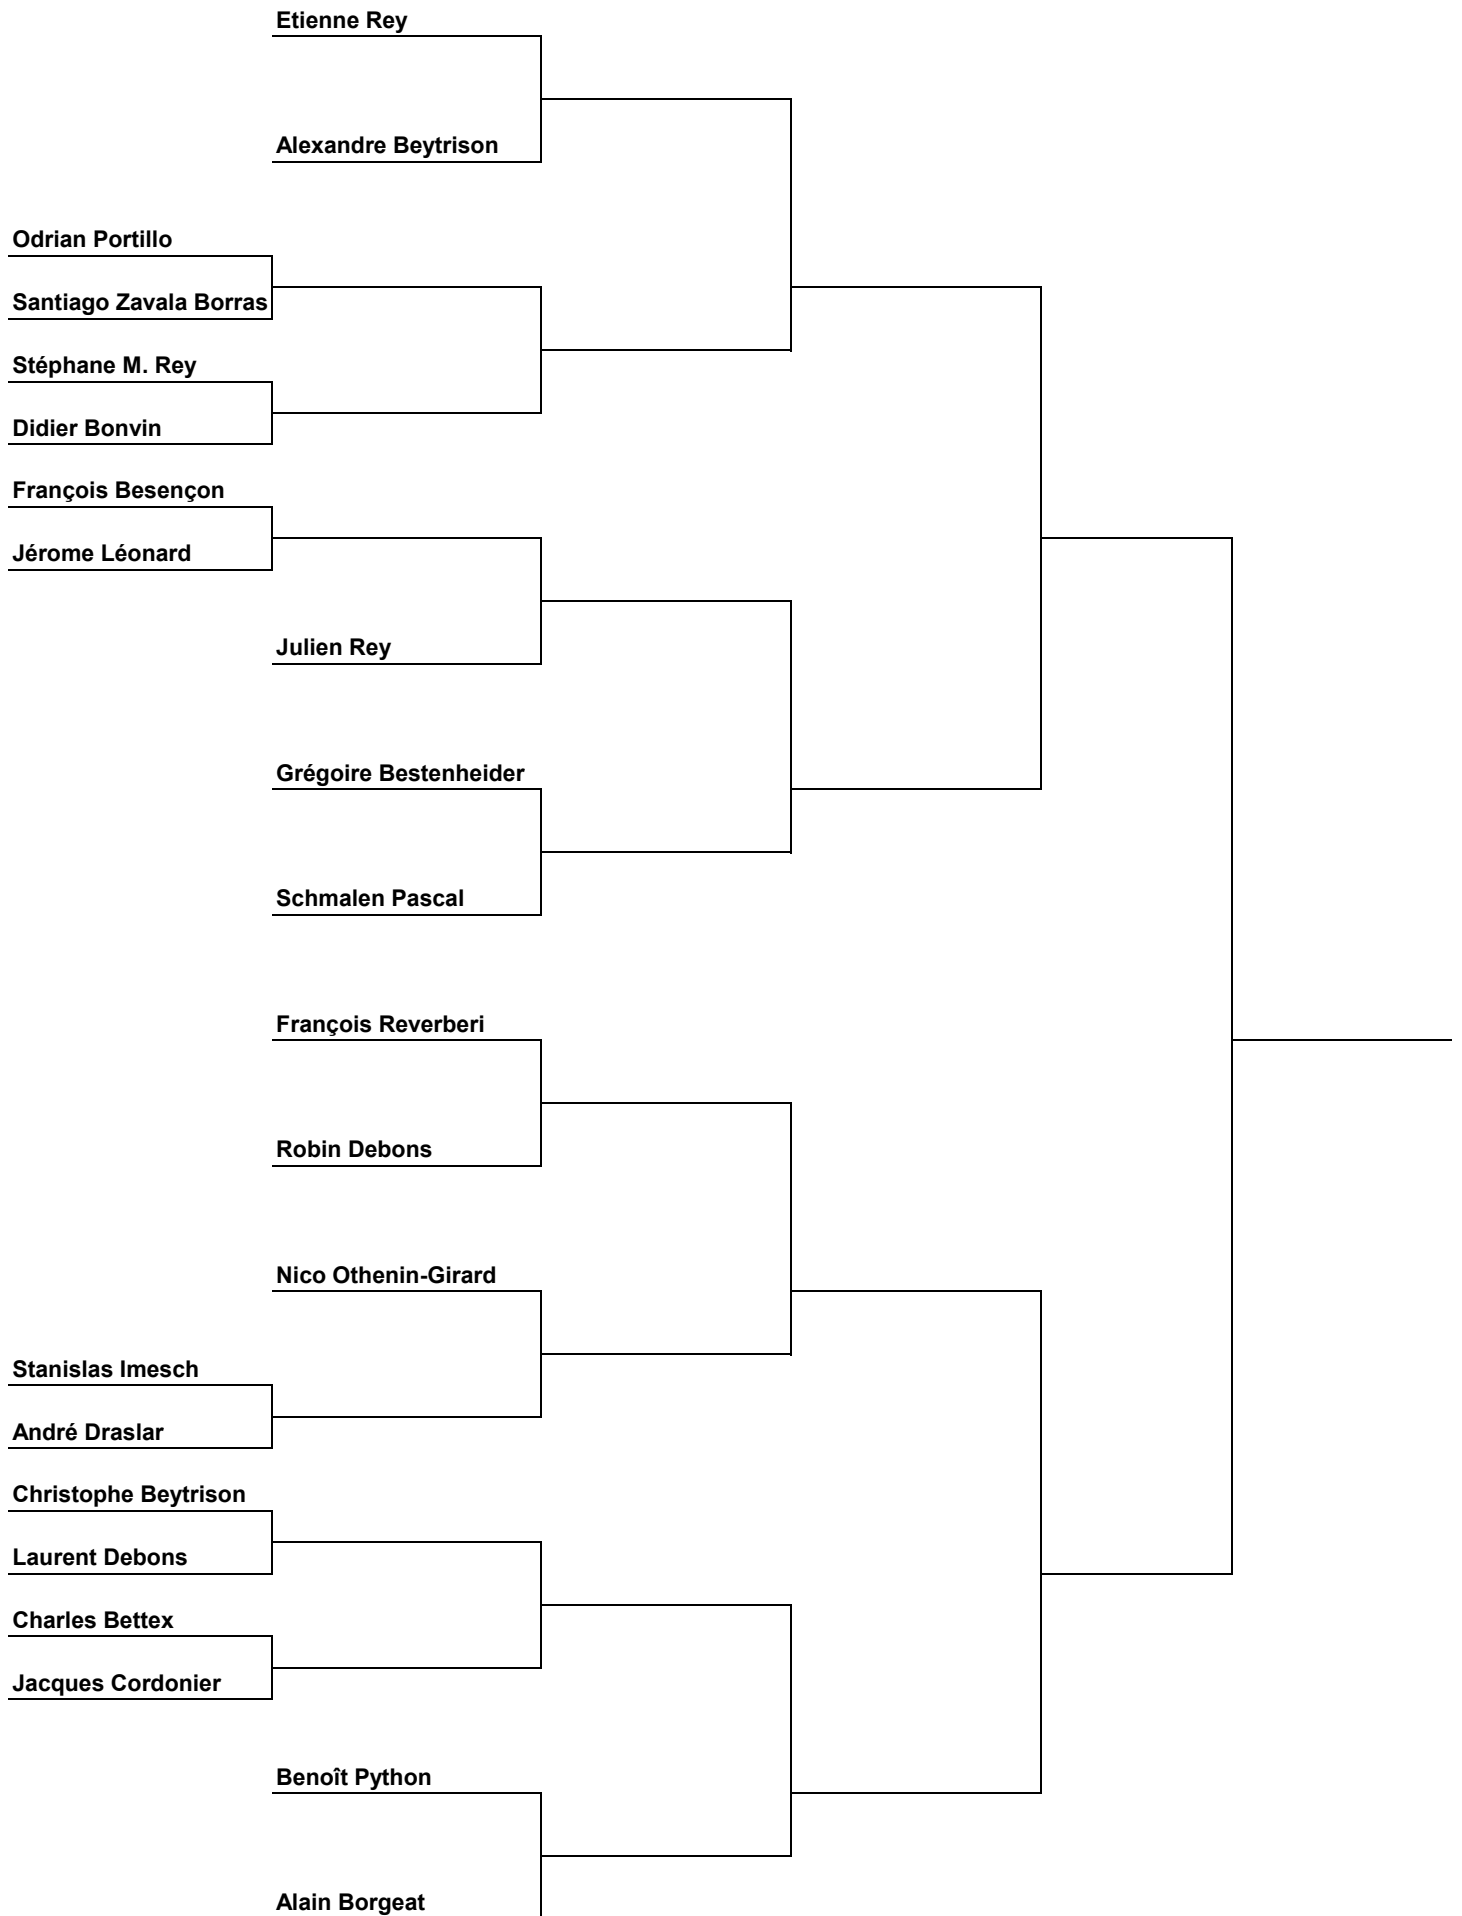 Etienne Rey
Alexandre Beytrison
Odrian Portillo
Santiago Zavala Borras
Stéphane M. Rey
Didier Bonvin
François Besençon
Jérome Léonard
Julien Rey
Grégoire Bestenheider
Schmalen Pascal
François Reverberi
Robin Debons
Nico Othenin-Girard
Stanislas Imesch
André Draslar
Christophe Beytrison
Laurent Debons
Charles Bettex
Jacques Cordonier
Benoît Python
Alain Borgeat